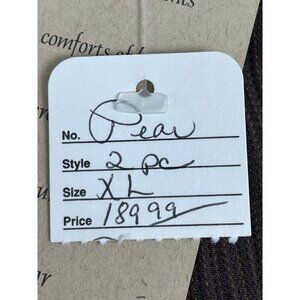 comforts of
No. Pear
Style 2 pc
Size XL
Price 189 99